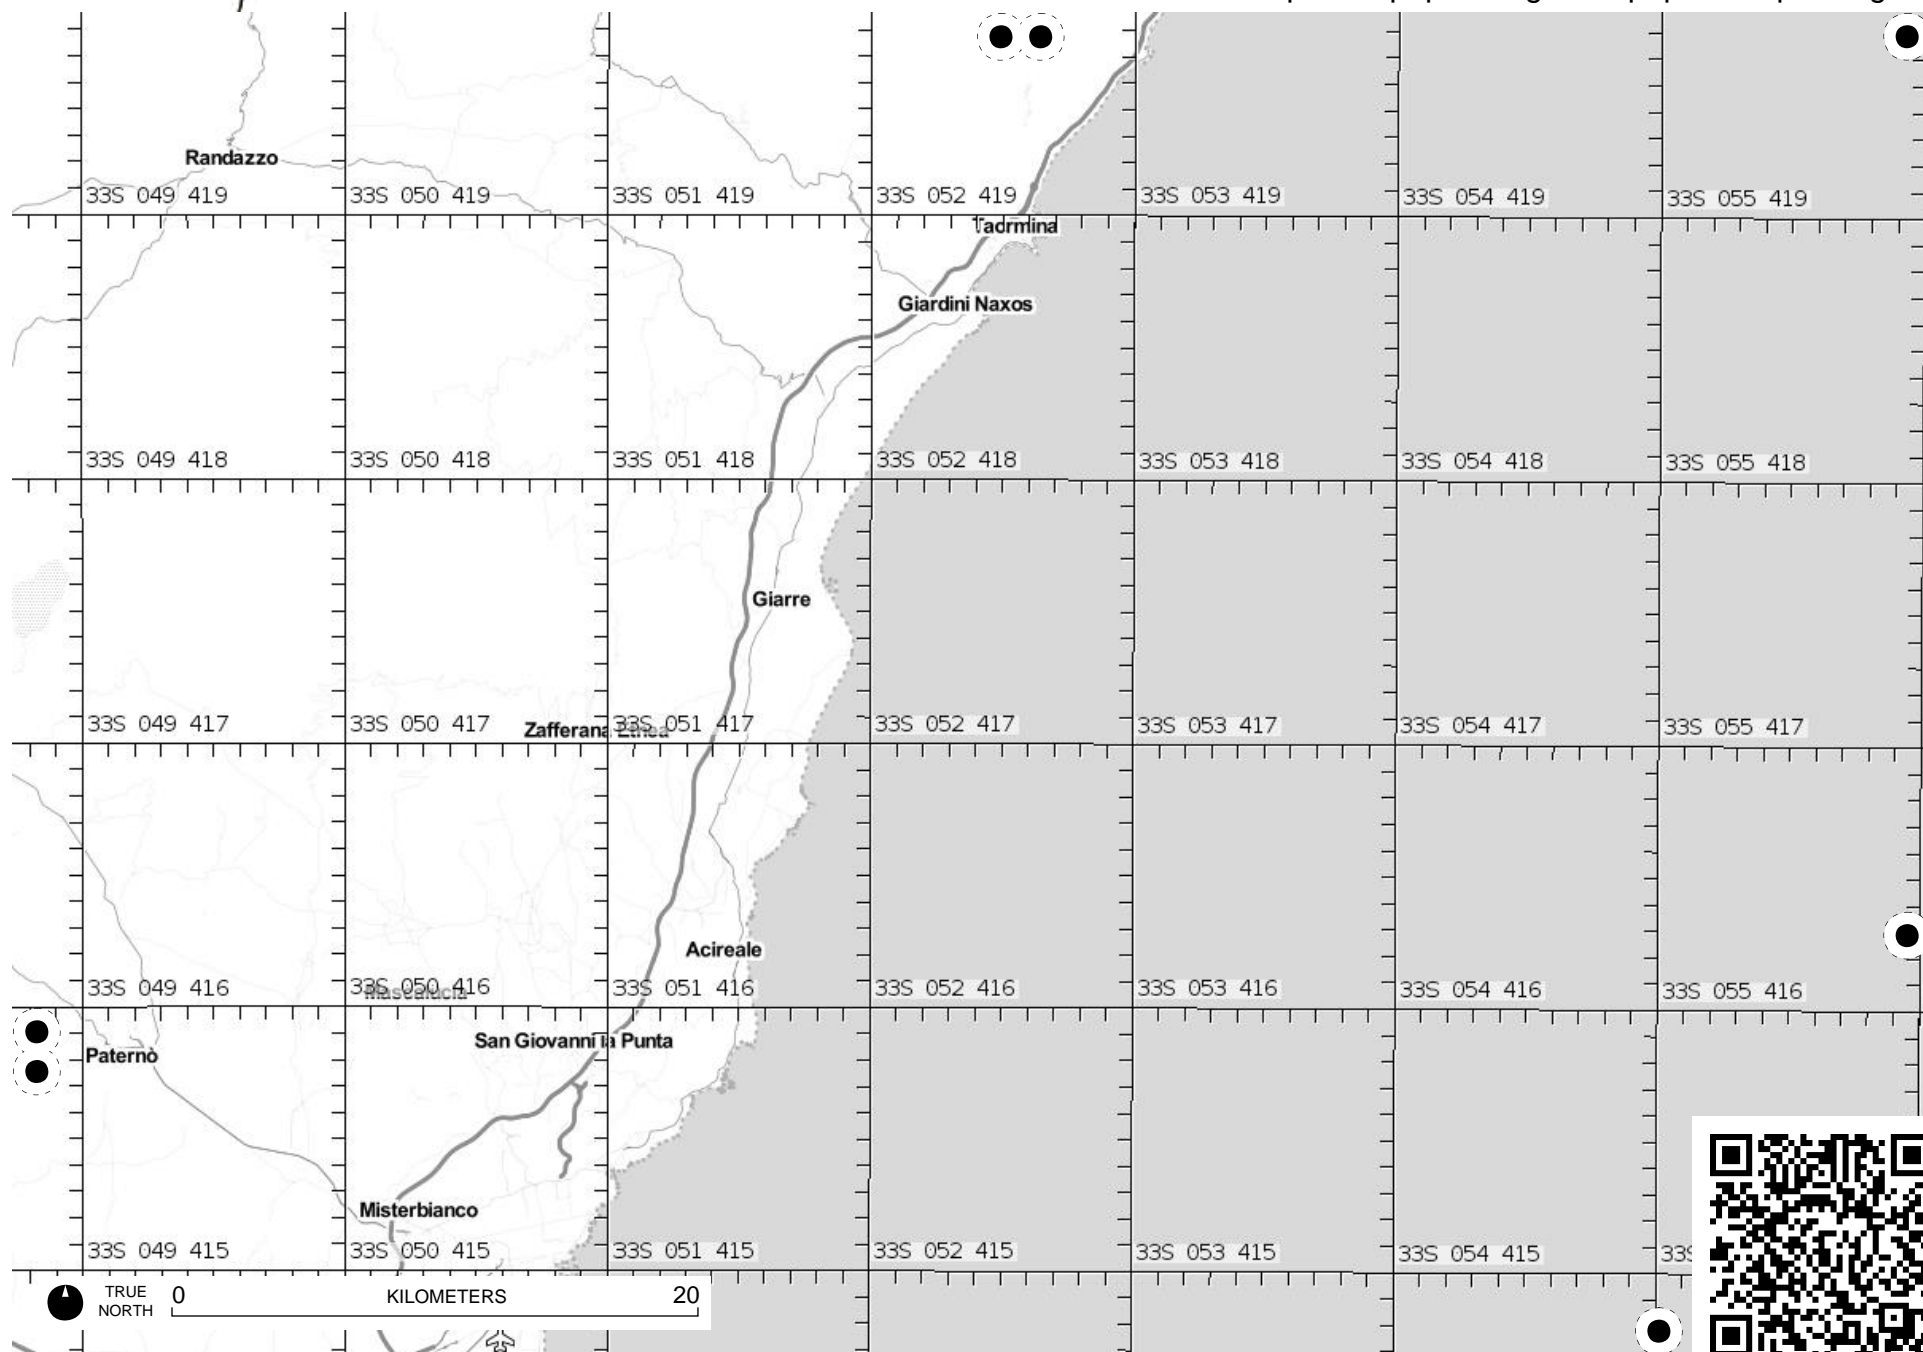 Randazzo
33S 049 419
33S 050 419
33S 051 419
33S 052 419
33S 053 419
33S 054 419
33S 055 419
Taormina
Giardini Naxos
33S 049 418
33S 050 418
33S 051 418
33S 052 418
33S 053 418
33S 054 418
33S 055 418
Giarre
33S 049 417
33S 050 417
Zafferana Etnea
33S 051 417
33S 052 417
33S 053 417
33S 054 417
33S 055 417
Acireale
33S 049 416
33S 050 416
Mascalucia
33S 051 416
33S 052 416
33S 053 416
33S 054 416
33S 055 416
San Giovanni la Punta
Paternò
Misterbianco
33S 049 415
33S 050 415
33S 051 415
33S 052 415
33S 053 415
33S 054 415
33S
TRUE
NORTH
0 KILOMETERS 20